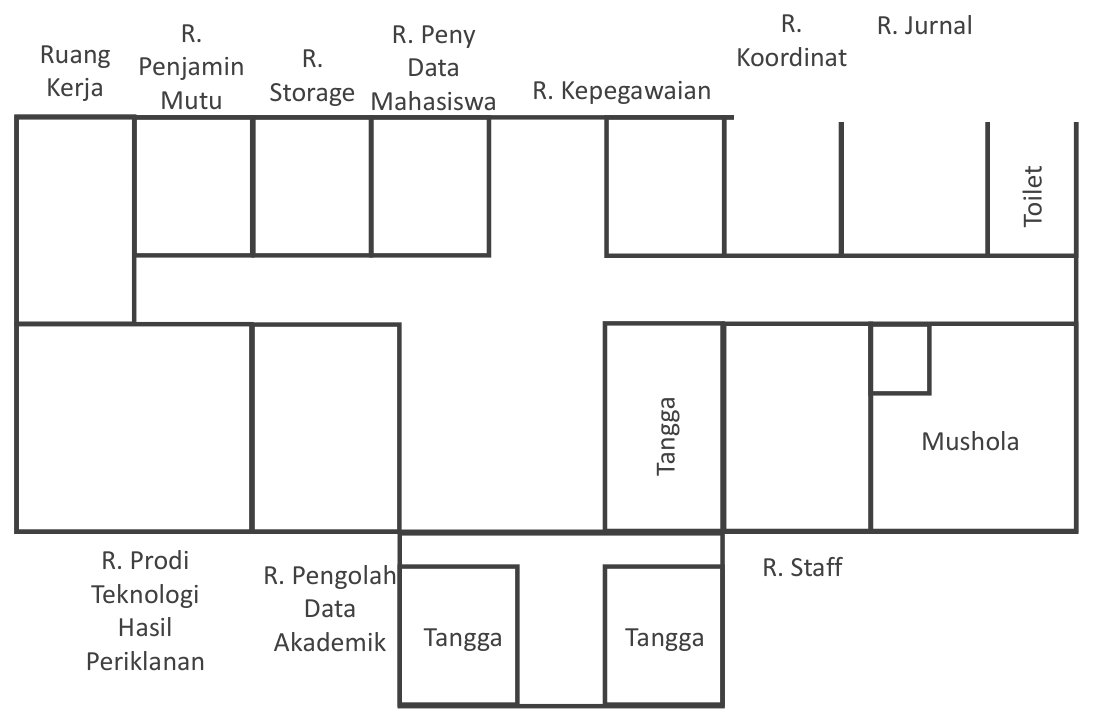 Ruang
Kerja
R.
Penjamin
Mutu
R.
Storage
R. Peny
Data
Mahasiswa
R. Kepegawaian
R.
Koordinat
R. Jurnal
Toilet
Tangga
Mushola
R. Prodi
Teknologi
Hasil
Periklanan
R. Pengolah
Data
Akademik
Tangga
Tangga
R. Staff